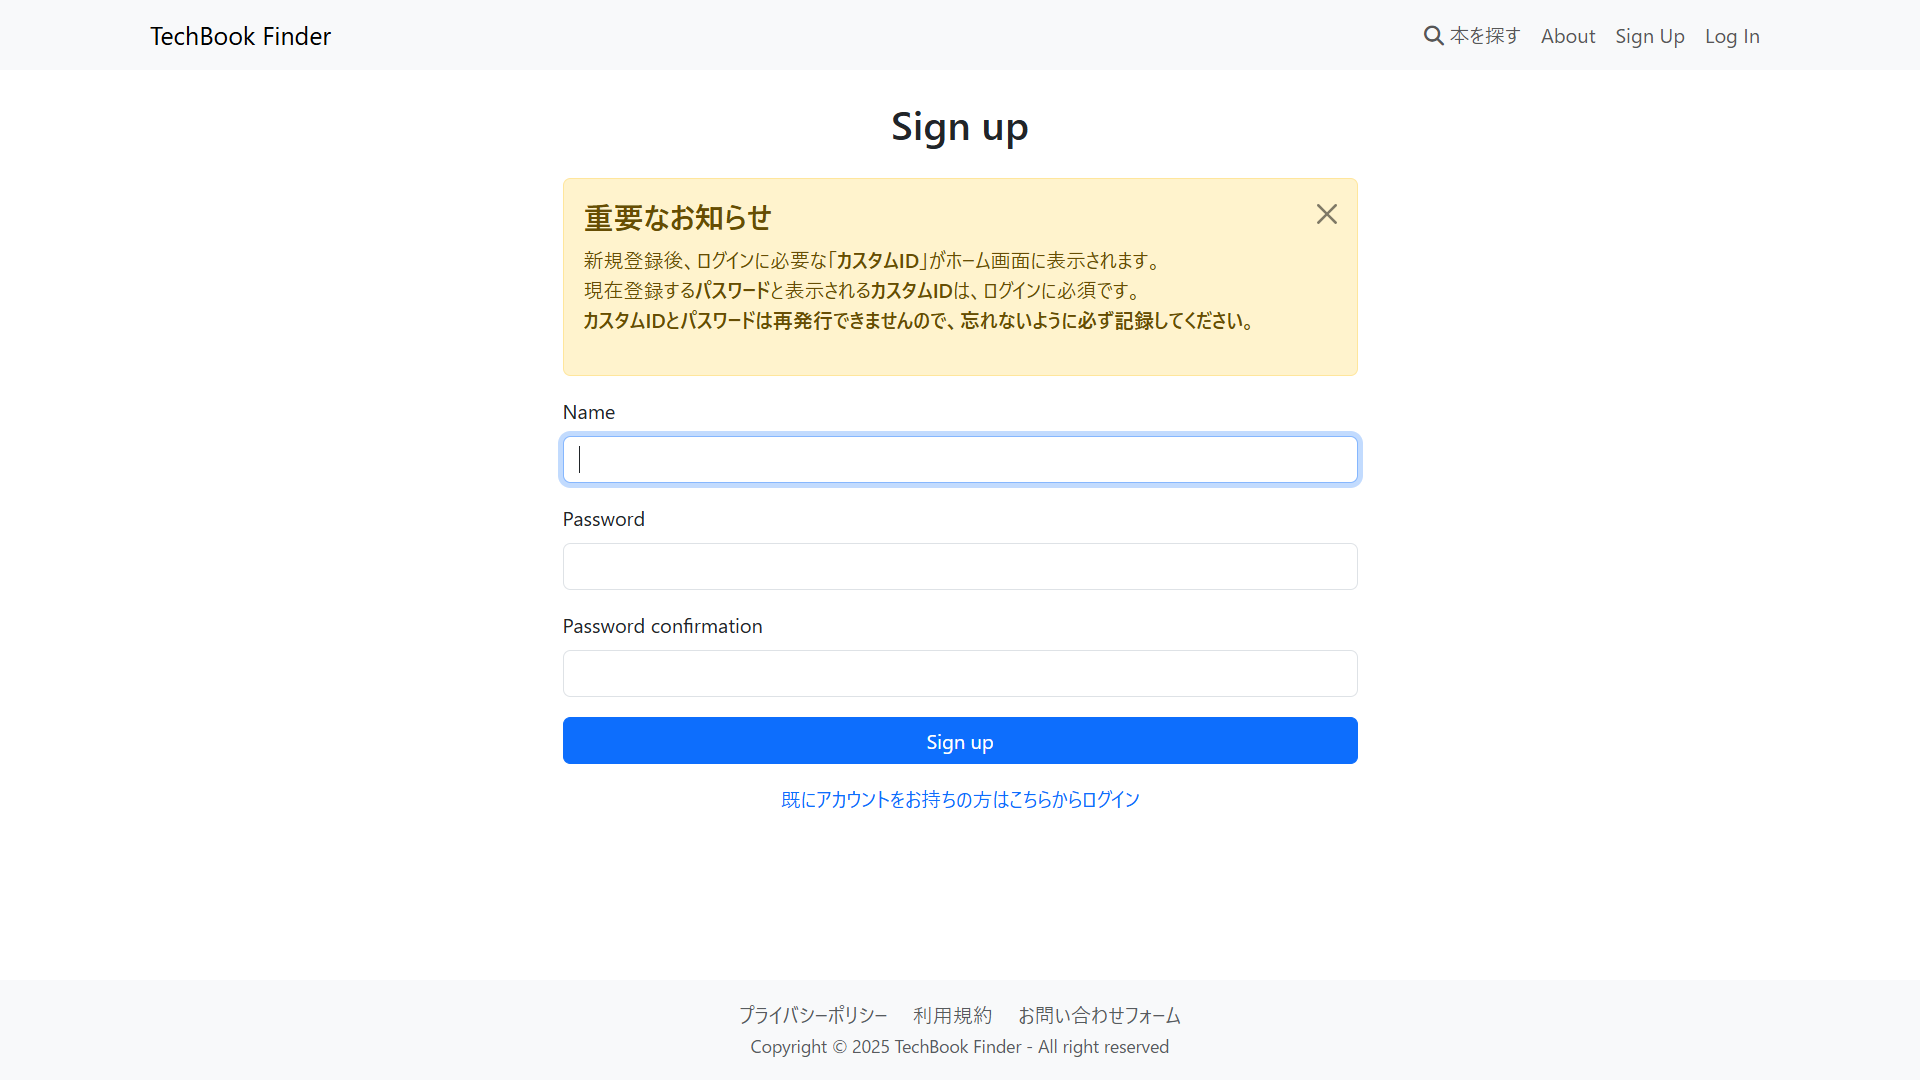 TechBook Finder
本を探す About Sign Up Log In
Sign up
重要なお知らせ
新規登録後、ログインに必要な「カスタムID」がホーム画面に表示されます。
現在登録するパスワードと表示されるカスタムIDは、ログインに必須です。
カスタムIDとパスワードは再発行できませんので、忘れないように必ず記録してください。
Name
Password
Password confirmation
Sign up
既にアカウントをお持ちの方はこちらからログイン
プライバシーポリシー 利用規約 お問い合わせフォーム
Copyright © 2025 TechBook Finder - All right reserved